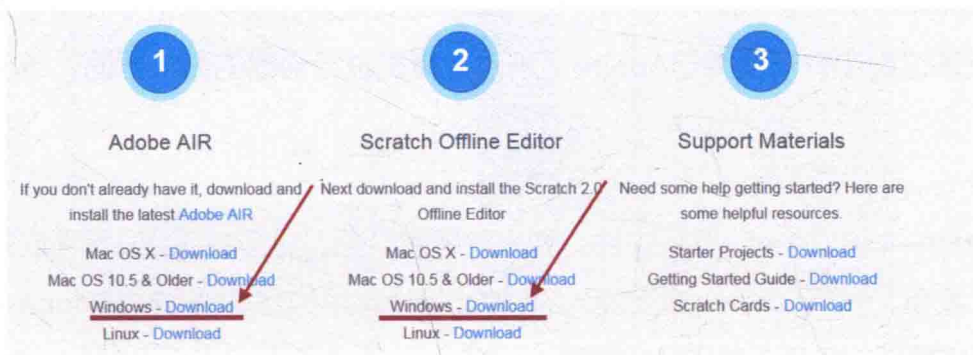 1
Adobe AIR
If you don't already have it, download and
install the latest Adobe AIR
Mac OS X - Download
Mac OS 10.5 & Older - Download
Windows - Download
Linux - Download
2
Scratch Offline Editor
Next download and install the Scratch 2.0
Offline Editor
Mac OS X - Download
Mac OS 10.5 & Older - Download
Windows - Download
Linux - Download
3
Support Materials
Need some help getting started? Here are
some helpful resources.
Starter Projects - Download
Getting Started Guide - Download
Scratch Cards - Download